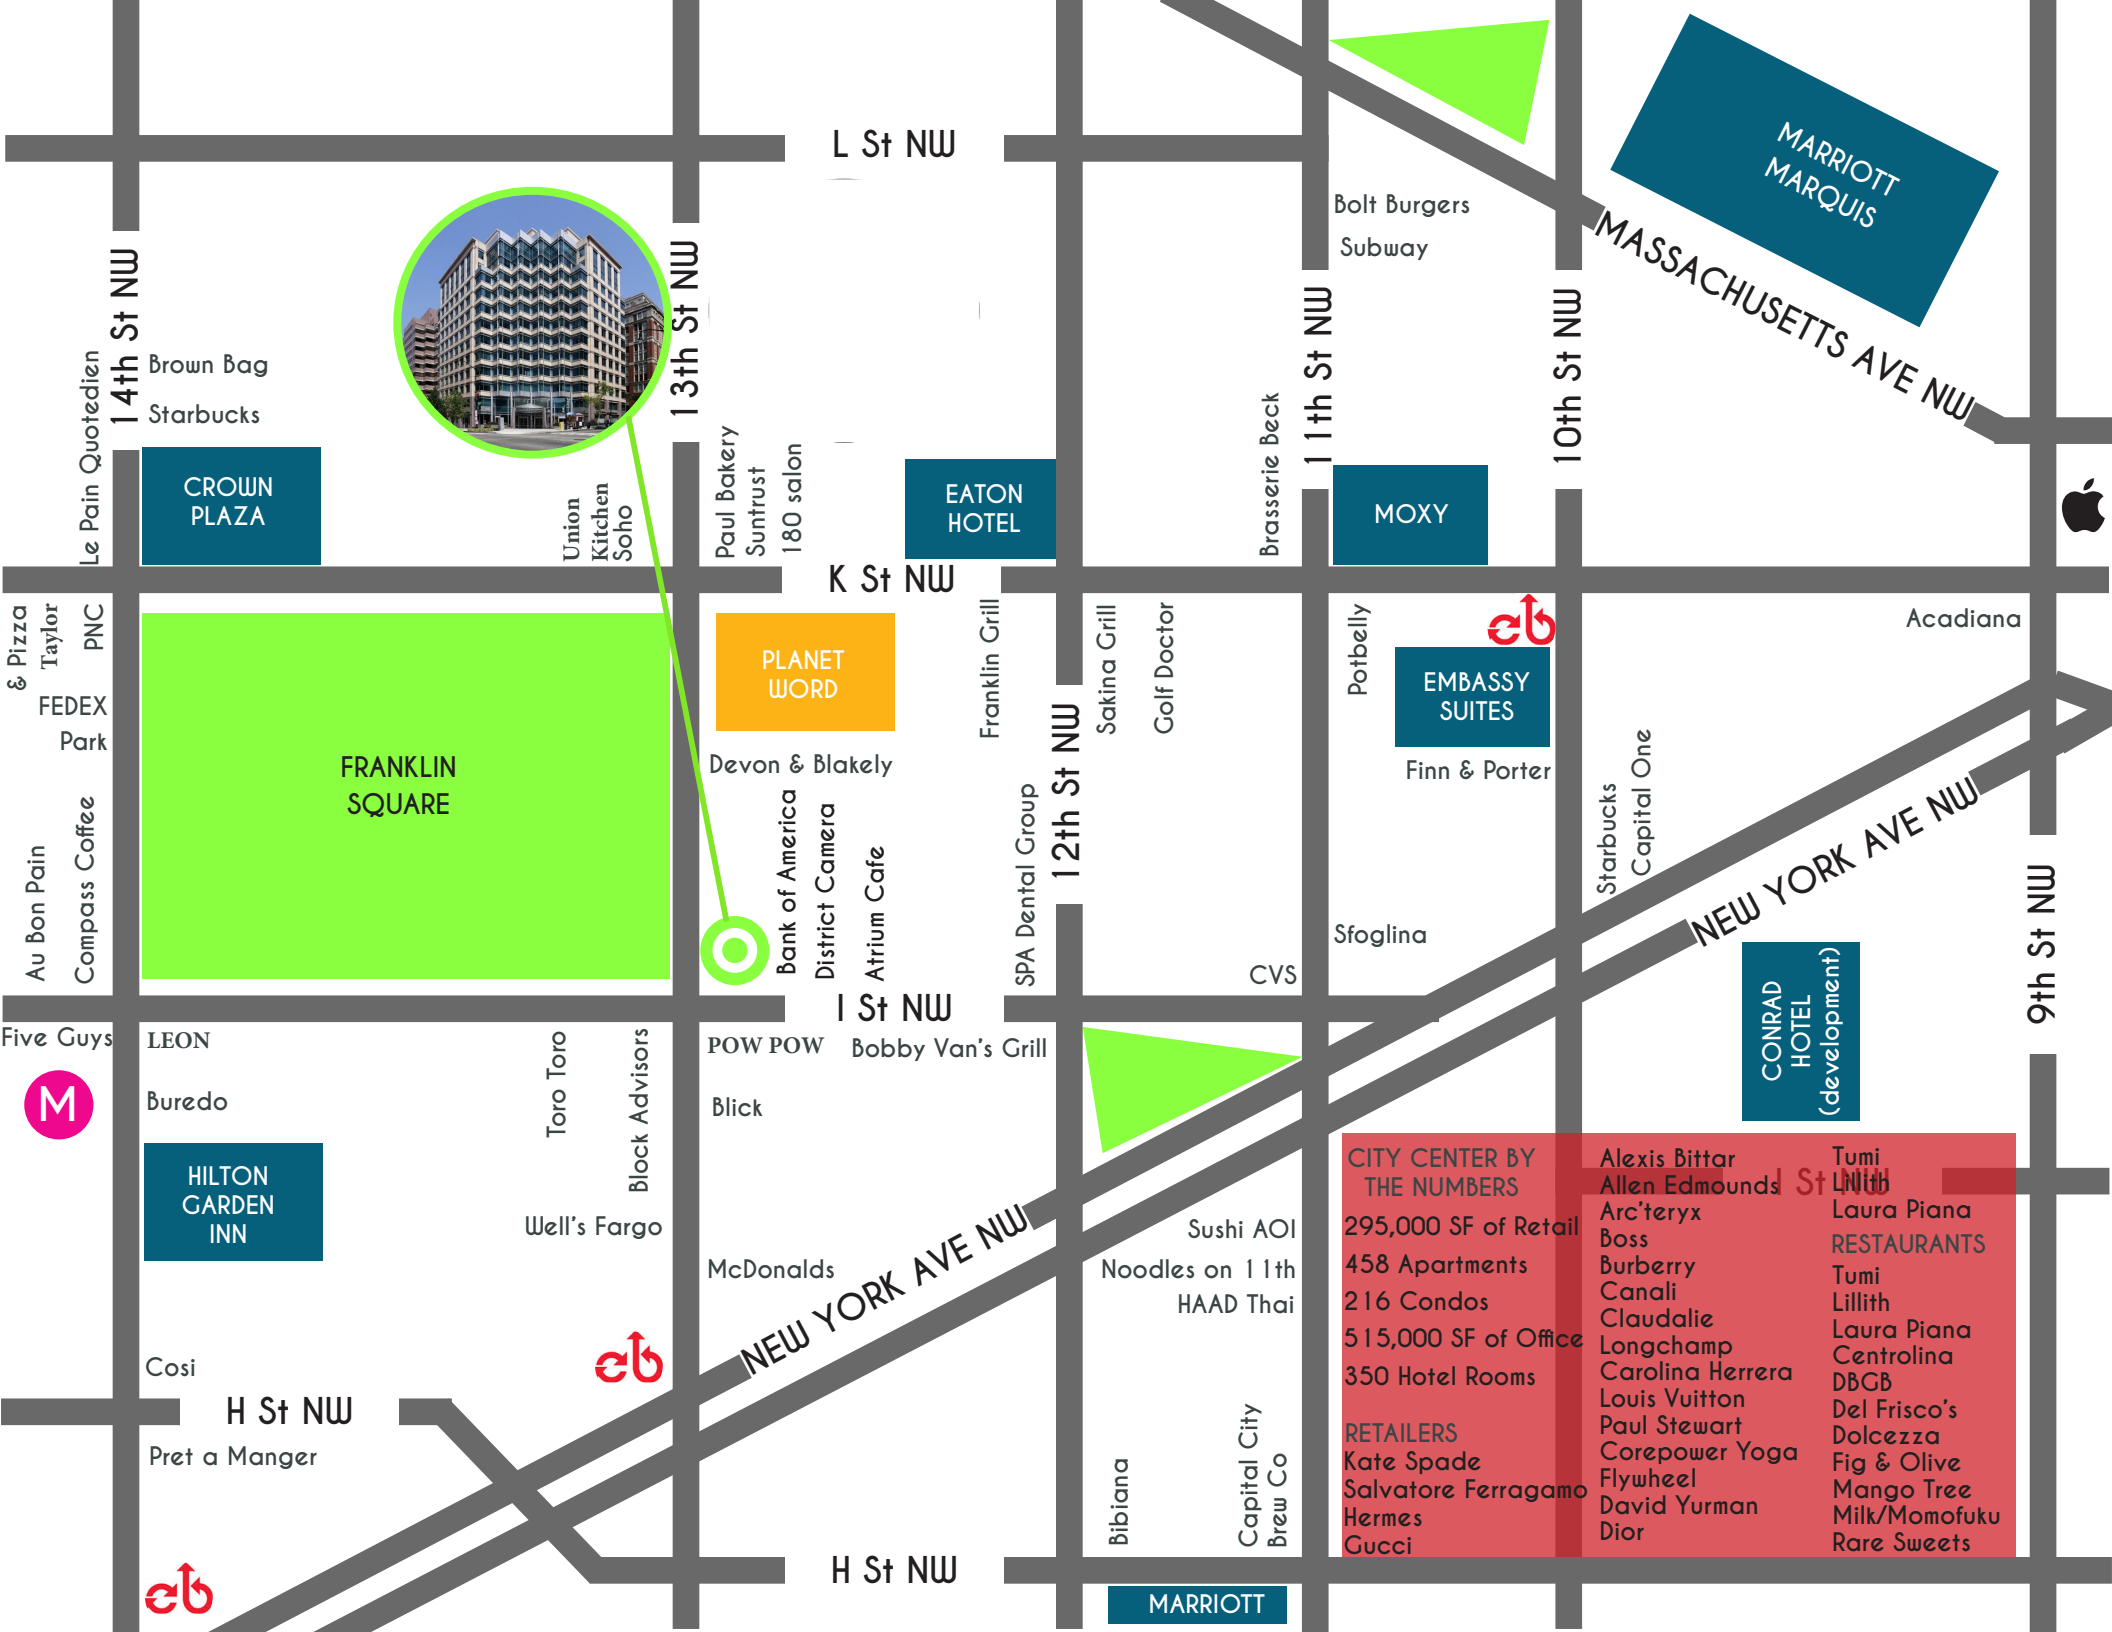 L St NW
MARRIOTT
MARQUIS
Bolt Burgers
Subway
MASSACHUSETTS AVE NW
14th St NW
13th St NW
11th St NW
10th St NW
Le Pain Quotedien
Brown Bag
Starbucks
CROWN
PLAZA
Union
Kitchen
Soho
Paul Bakery
Suntrust
180 salon
EATON
HOTEL
Brasserie Beck
MOXY
K St NW
& Pizza
Taylor
PNC
FEDEX
Park
Au Bon Pain
Compass Coffee
FRANKLIN
SQUARE
PLANET
WORD
Devon & Blakely
Bank of America
District Camera
Atrium Cafe
Franklin Grill
SPA Dental Group
12th St NW
Sakina Grill
Golf Doctor
CVS
Potbelly
cb
EMBASSY
SUITES
Finn & Porter
Sfoglina
Starbucks
Capital One
Acadiana
NEW YORK AVE NW
9th St NW
CONRAD
HOTEL
(development)
I St NW
Five Guys
M
LEON
Buredo
HILTON
GARDEN
INN
Toro Toro
Block Advisors
Well's Fargo
POW POW
Bobby Van's Grill
Blick
McDonalds
NEW YORK AVE NW
Sushi AOI
Noodles on 11th
HAAD Thai
Cosi
cb
H St NW
Pret a Manger
cb
Bibiana
Capital City
Brew Co
H St NW
MARRIOTT
I St NW
CITY CENTER BY
THE NUMBERS
295,000 SF of Retail
458 Apartments
216 Condos
515,000 SF of Office
350 Hotel Rooms
RETAILERS
Kate Spade
Salvatore Ferragamo
Hermes
Gucci
Alexis Bittar
Allen Edmounds
Arc'teryx
Boss
Burberry
Canali
Claudalie
Longchamp
Carolina Herrera
Louis Vuitton
Paul Stewart
Corepower Yoga
Flywheel
David Yurman
Dior
Tumi
Lillith
Laura Piana
RESTAURANTS
Tumi
Lillith
Laura Piana
Centrolina
DBGB
Del Frisco's
Dolcezza
Fig & Olive
Mango Tree
Milk/Momofuku
Rare Sweets